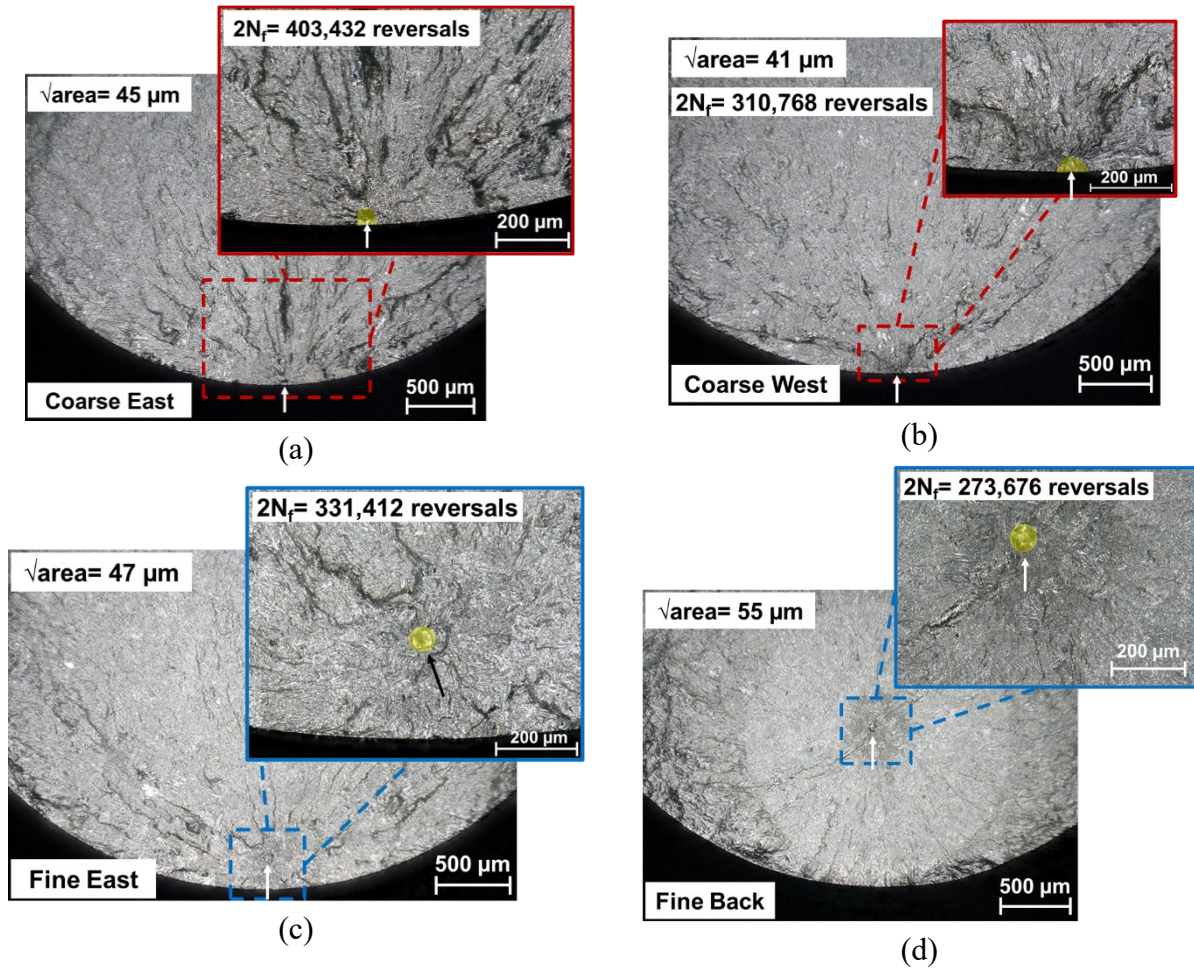 2Nf= 403,432 reversals
√area= 45 µm
200 µm
500 µm
Coarse East
(a)
√area= 41 µm
2Nf= 310,768 reversals
200 µm
500 µm
Coarse West
(b)
2Nf= 331,412 reversals
√area= 47 µm
200 µm
500 µm
Fine East
(c)
2Nf= 273,676 reversals
√area= 55 µm
200 µm
500 µm
Fine Back
(d)